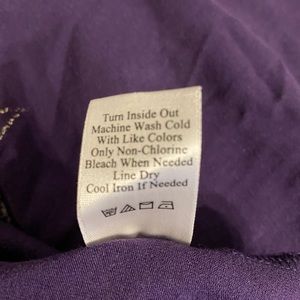 Turn Inside Out
Machine Wash Cold
With Like Colors
Only Non-Chlorine
Bleach When Needed
Line Dry
Cool Iron If Needed